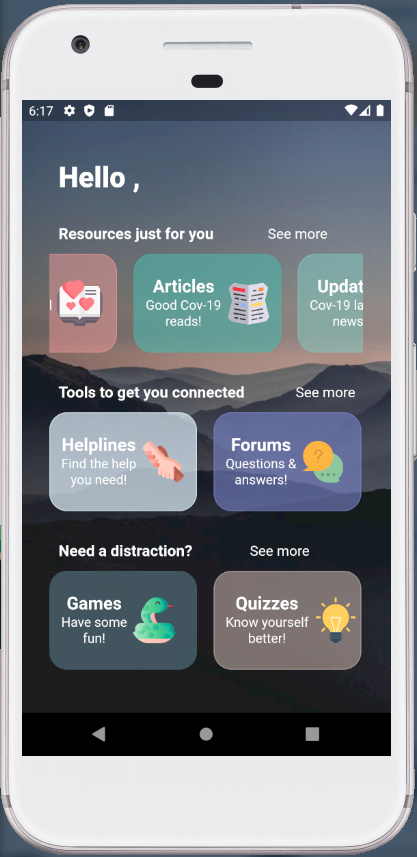 6:17
Hello ,
Resources just for you See more
Articles
Good Cov-19
reads!
Updat
Cov-19 la
news
Tools to get you connected See more
Helplines
Find the help
you need!
Forums
Questions &
answers!
Need a distraction? See more
Games
Have some
fun!
Quizzes
Know yourself
better!